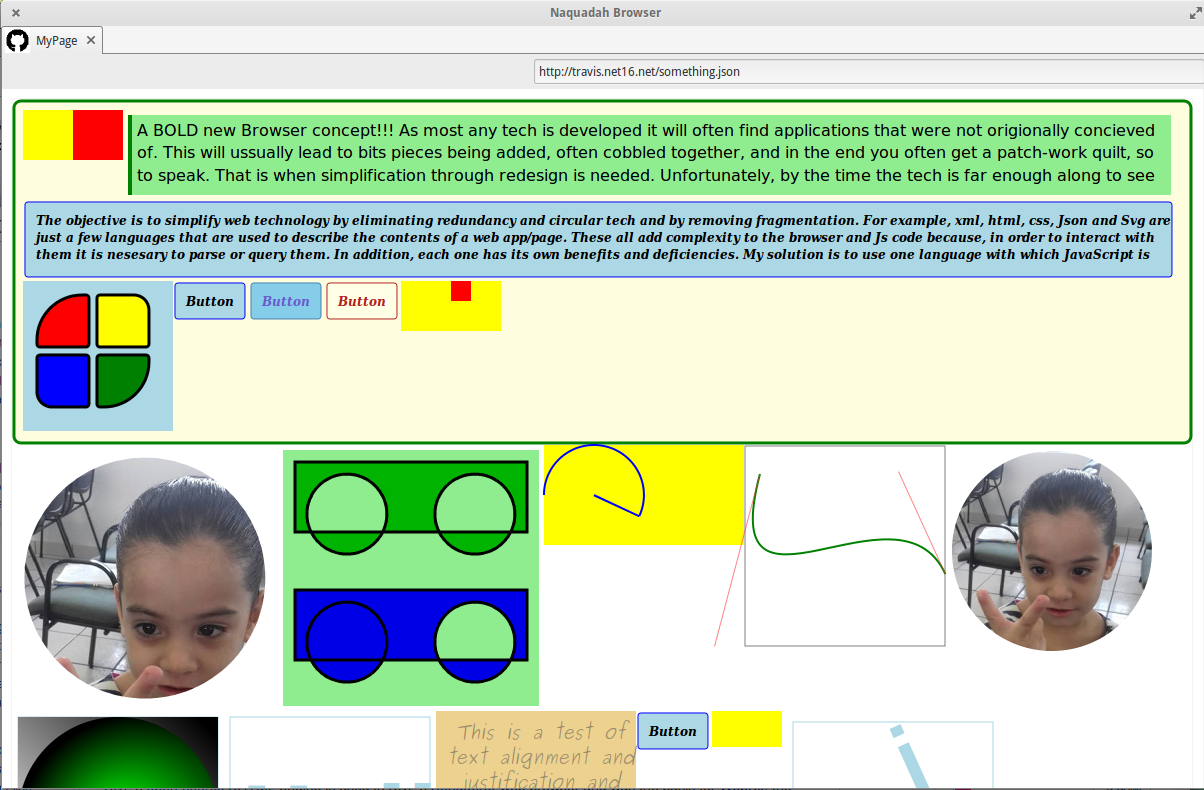 Naquadah Browser
MyPage
http://travis.net16.net/something.json
A BOLD new Browser concept!!! As most any tech is developed it will often find applications that were not origionally concieved
of. This will ussually lead to bits pieces being added, often cobbled together, and in the end you often get a patch-work quilt, so
to speak. That is when simplification through redesign is needed. Unfortunately, by the time the tech is far enough along to see
The objective is to simplify web technology by eliminating redundancy and circular tech and by removing fragmentation. For example, xml, html, css, Json and Svg are
just a few languages that are used to describe the contents of a web app/page. These all add complexity to the browser and Js code because, in order to interact with
them it is nesesary to parse or query them. In addition, each one has its own benefits and deficiencies. My solution is to use one language with which JavaScript is
Button Button Button
This is a test of
text alignment and
justification and
Button